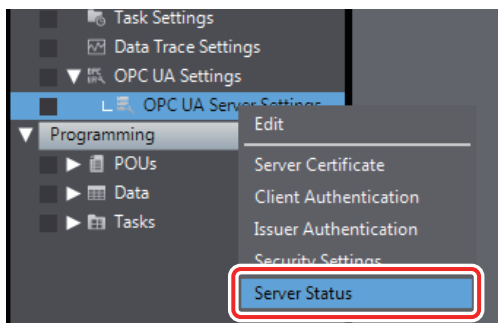 Task Settings
Data Trace Settings
OPC UA Settings
OPC UA Server Settings
Edit
Programming
POUs
Server Certificate
Data
Client Authentication
Tasks
Issuer Authentication
Security Settings
Server Status